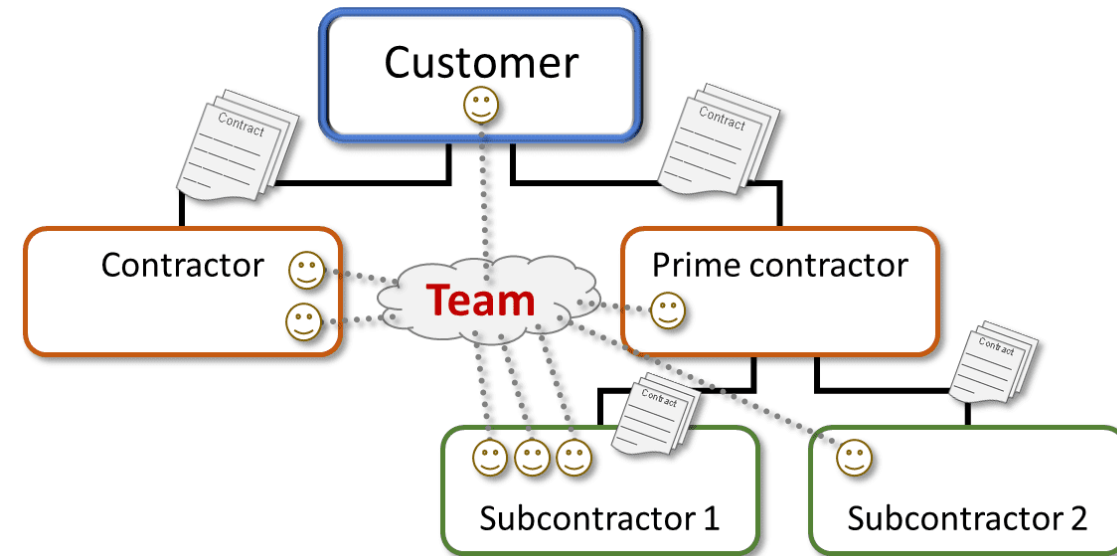 Customer
Contract
Contract
Contractor
Team
Prime contractor
Contract
Contract
Subcontractor 1
Subcontractor 2